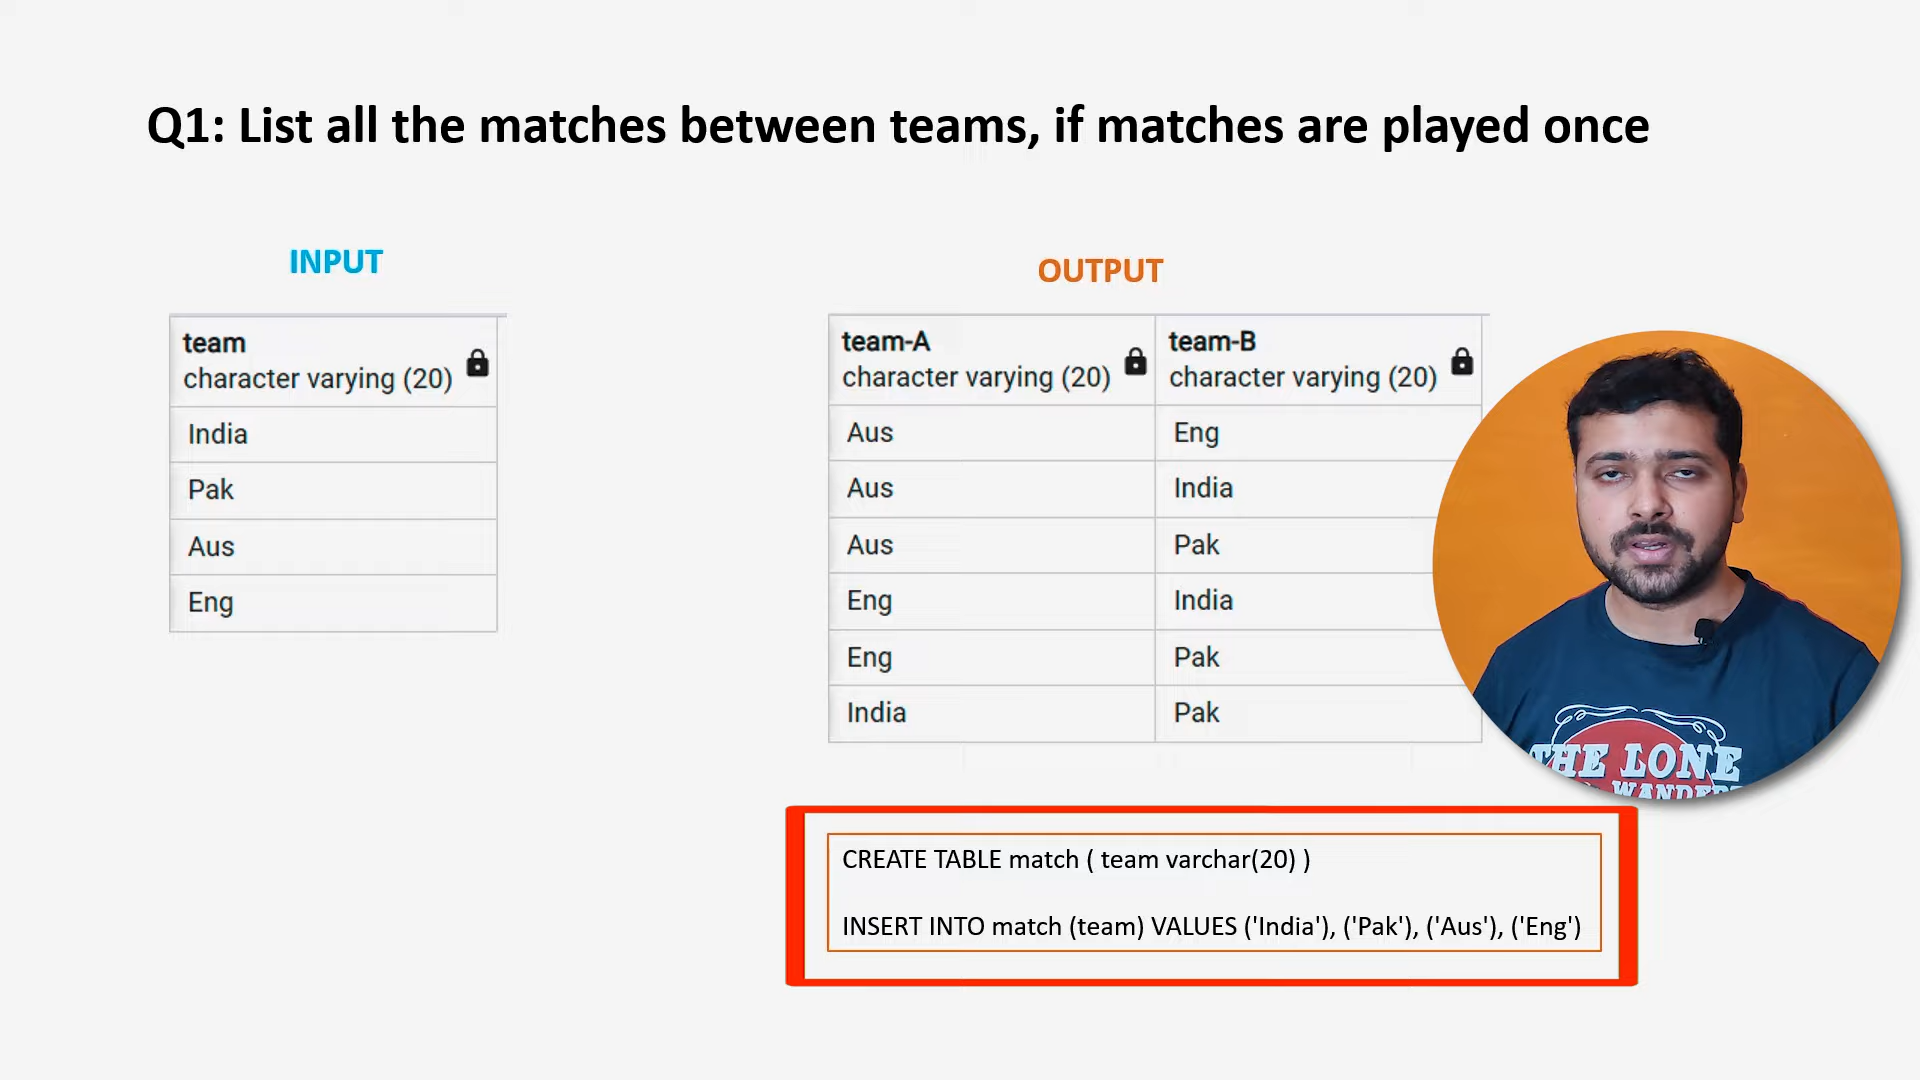 Q1: List all the matches between teams, if matches are played once
INPUT
team
character varying (20)
India
Pak
Aus
Eng
OUTPUT
team-A team-B
character varying (20) character varying (20)
Aus Eng
Aus India
Aus Pak
Eng India
Eng Pak
India Pak
THE LONE
CREATE TABLE match ( team varchar(20) )
INSERT INTO match (team) VALUES ('India'), ('Pak'), ('Aus'), ('Eng')